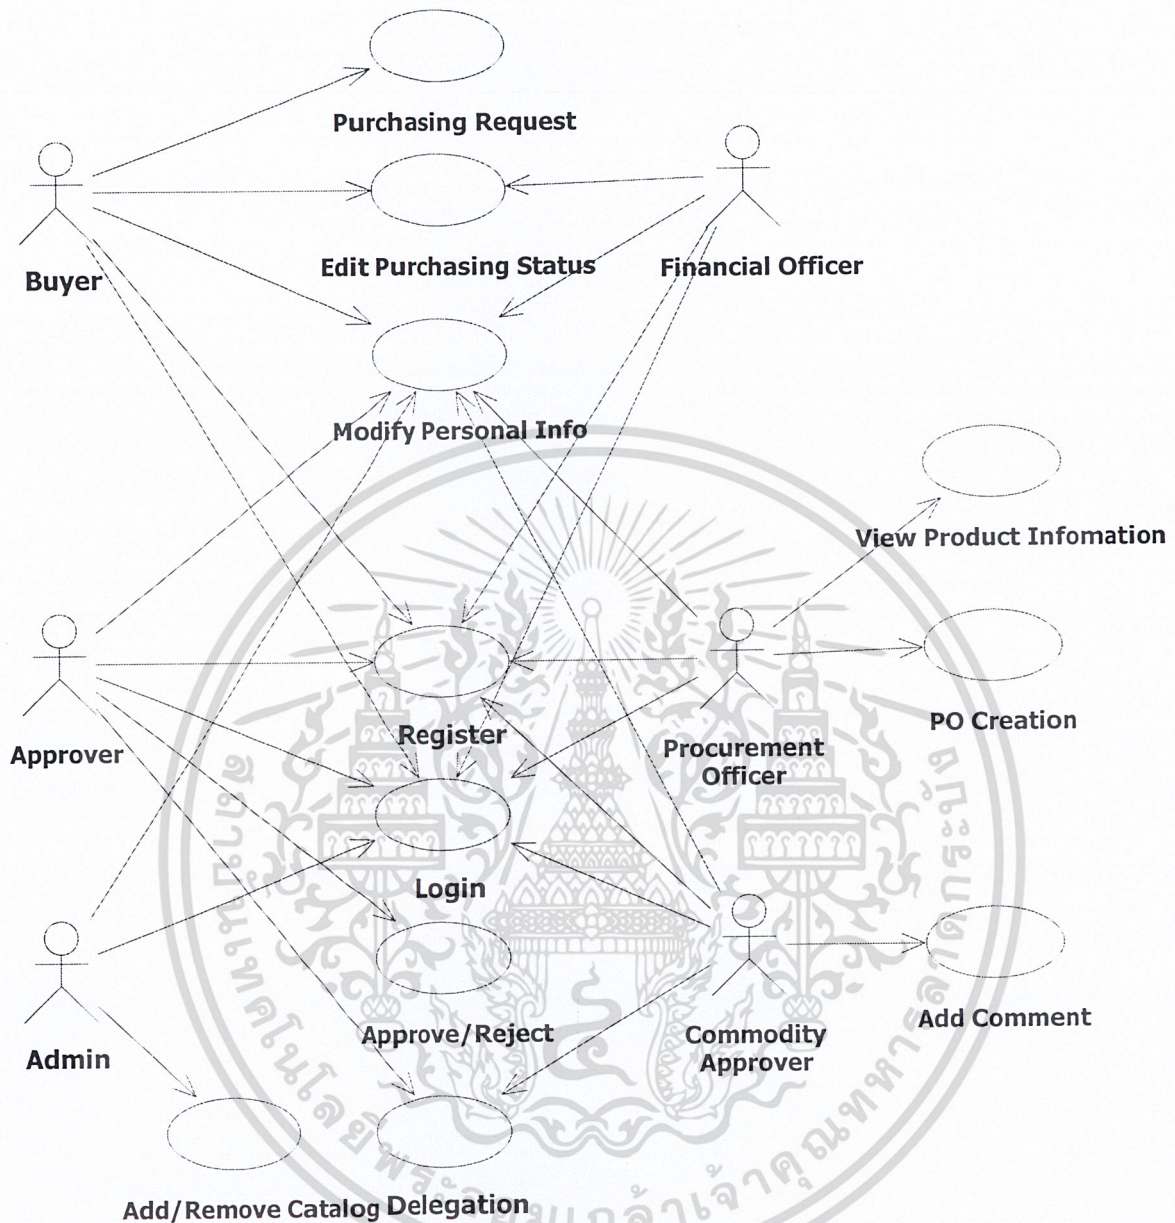 Purchasing Request
Edit Purchasing Status
Financial Officer
Buyer
Modify Personal Info
View Product Infomation
Register
PO Creation
Approver
Procurement
Officer
Login
Add Comment
Approve/Reject
Commodity
Approver
Admin
Add/Remove Catalog
Delegation